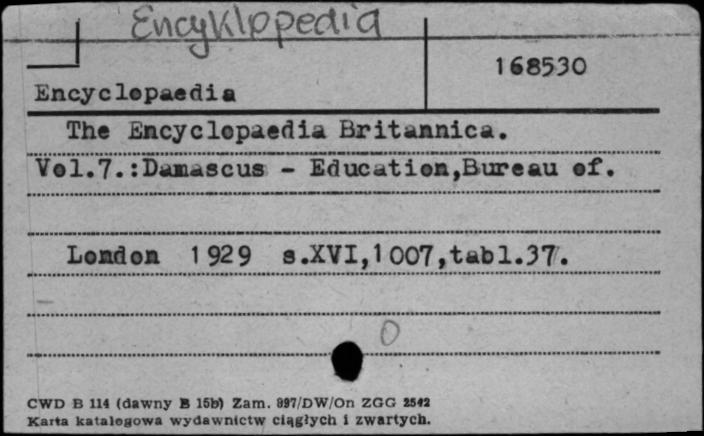 Encyklopedia
168530
Encyclopaedia
The Encyclopaedia Britannica.
Vol.7.:Damascus - Education,Bureau of.
London 1929 s.XVI,1007,tabl.37.
0
CWD B 114 (dawny B 15b) Zam. 897/DW/On ZGG 2542
Karta katalogowa wydawnictw ciągłych i zwartych.